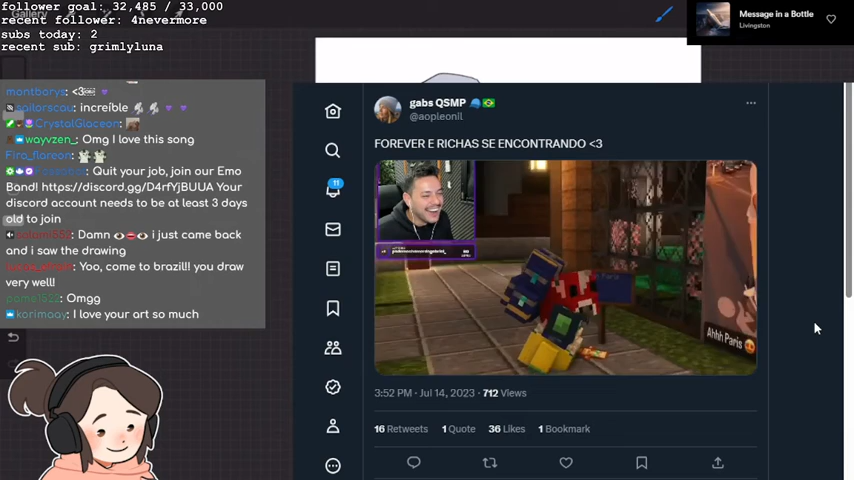 follower goal: 32,485 / 33,000
recent follower: 4nevermore
subs today: 2
recent sub: grimlyluna
Message in a Bottle
Livingston
montbarys: <3
sailorscau: increíble
CrystalGlaceon:
wayvzen_: Omg I love this song
Fira_flareon:
Quit your job, join our Emo
Band! https://discord.gg/D4rfYjBUUA Your
discord account needs to be at least 3 days
old to join
Damn i just came back
and i saw the drawing
Yoo, come to brazil!! you draw
very well!
pame1522: Omgg
korimaay: I love your art so much
gabs QSMP
@aopleonil
FOREVER E RICHAS SE ENCONTRANDO <3
11
Ahhh Paris
3:52 PM · Jul 14, 2023 · 712 Views
16 Retweets 1 Quote 36 Likes 1 Bookmark